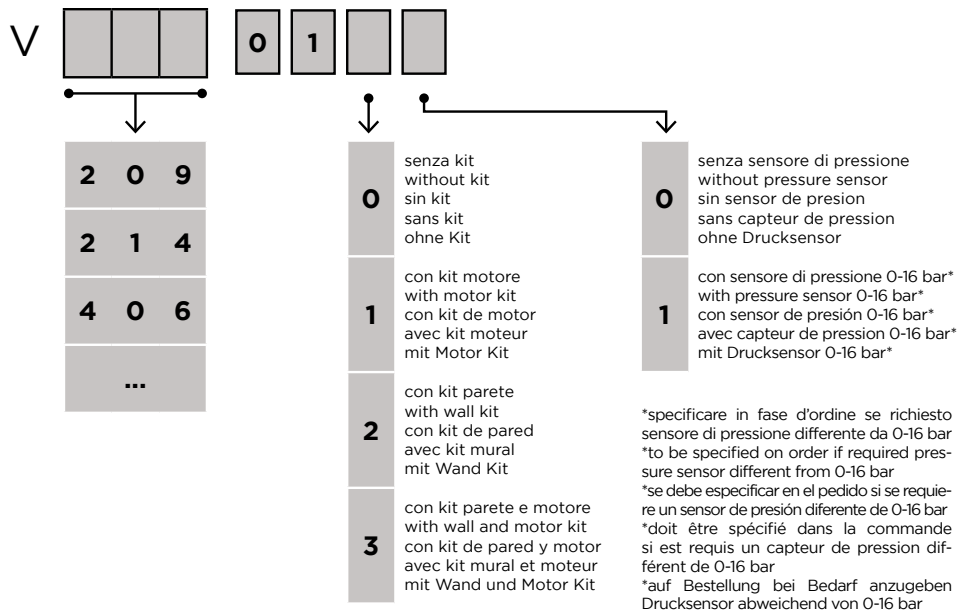 V 0 1
2 0 9
2 1 4
4 0 6
...
0
senza kit
without kit
sin kit
sans kit
ohne Kit
1
con kit motore
with motor kit
con kit de motor
avec kit moteur
mit Motor Kit
2
con kit parete
with wall kit
con kit de pared
avec kit mural
mit Wand Kit
3
con kit parete e motore
with wall and motor kit
con kit de pared y motor
avec kit mural et moteur
mit Wand und Motor Kit
0
senza sensore di pressione
without pressure sensor
sin sensor de presion
sans capteur de pression
ohne Drucksensor
1
con sensore di pressione 0-16 bar*
with pressure sensor 0-16 bar*
con sensor de presión 0-16 bar*
avec capteur de pression 0-16 bar*
mit Drucksensor 0-16 bar*
*specificare in fase d'ordine se richiesto
sensore di pressione differente da 0-16 bar
*to be specified on order if required pres-
sure sensor different from 0-16 bar
*se debe especificar en el pedido si se requie-
re un sensor de presión diferente de 0-16 bar
*doit être spécifié dans la commande
si est requis un capteur de pression dif-
férent de 0-16 bar
*auf Bestellung bei Bedarf anzugeben
Drucksensor abweichend von 0-16 bar